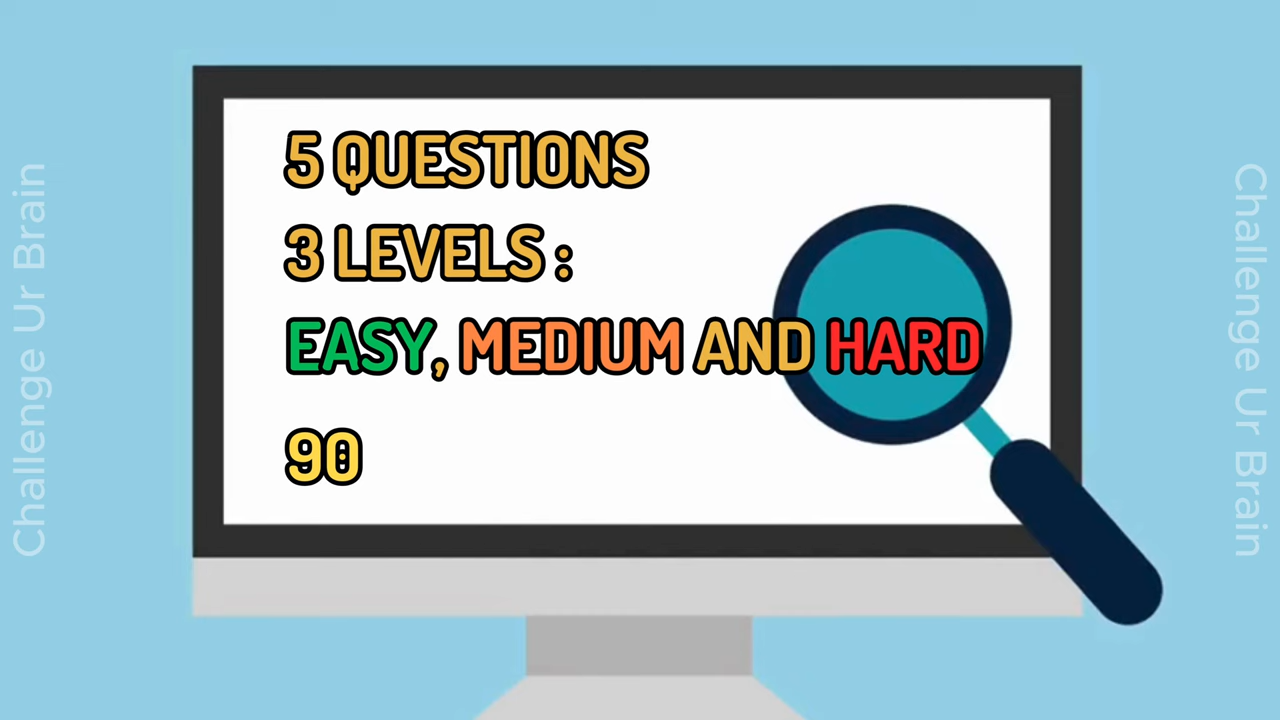 5 QUESTIONS
3 LEVELS :
EASY, MEDIUM AND HARD
90
Challenge Ur Brain
Challenge Ur Brain